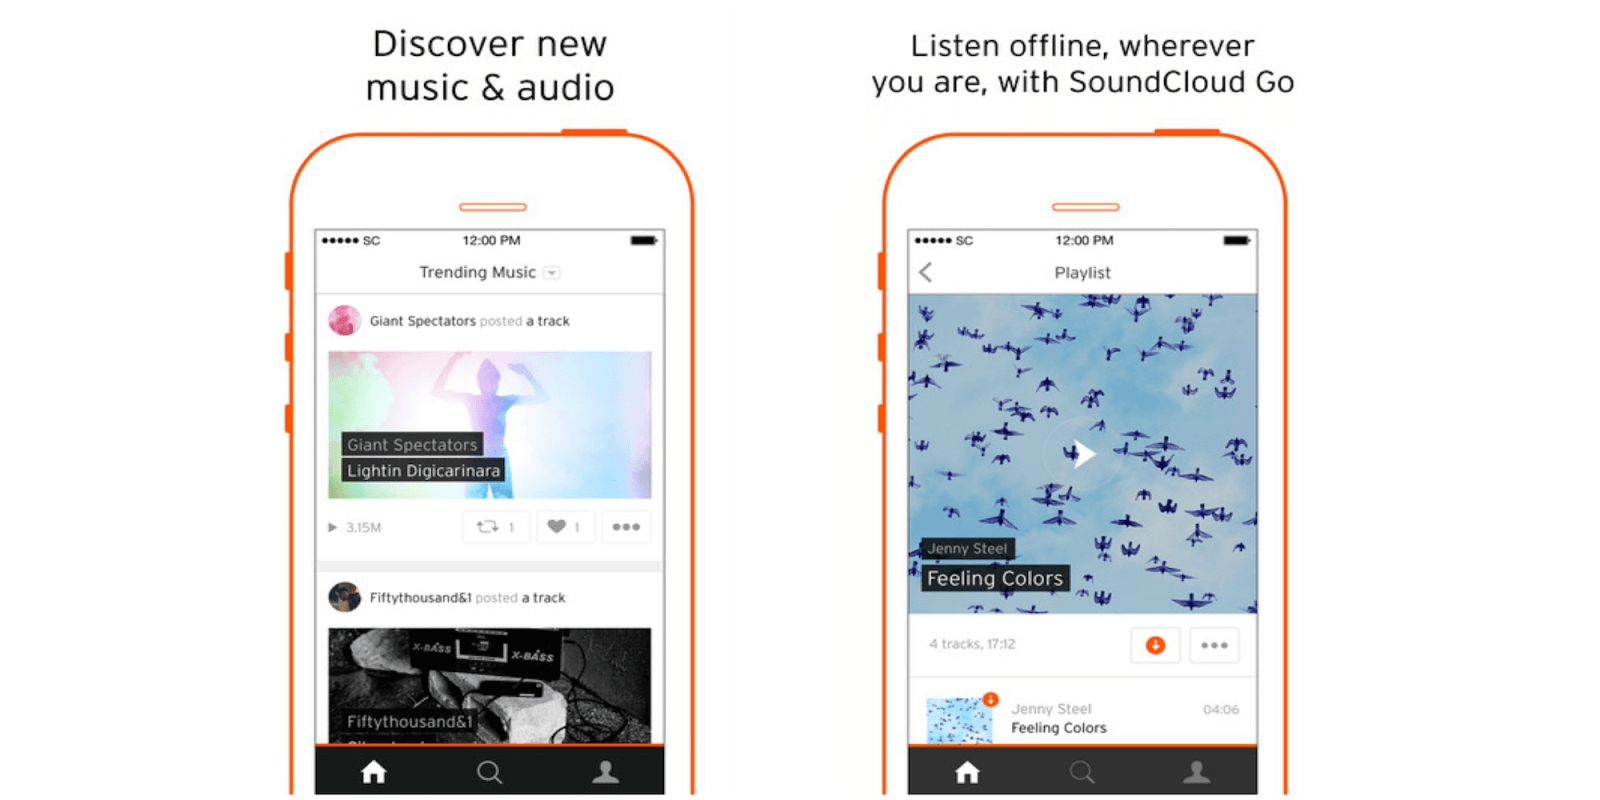 Discover new
music & audio
SC 12:00 PM
Trending Music
Giant Spectators posted a track
Giant Spectators
Lightin Digicarinara
3.15M 1 1
Fiftythousand&1 posted a track
X-BASS X-BASS
Fiftythousand&1
Listen offline, wherever
you are, with SoundCloud Go
SC 12:00 PM
Playlist
Jenny Steel
Feeling Colors
4 tracks, 17:12
Jenny Steel 04:06
Feeling Colors